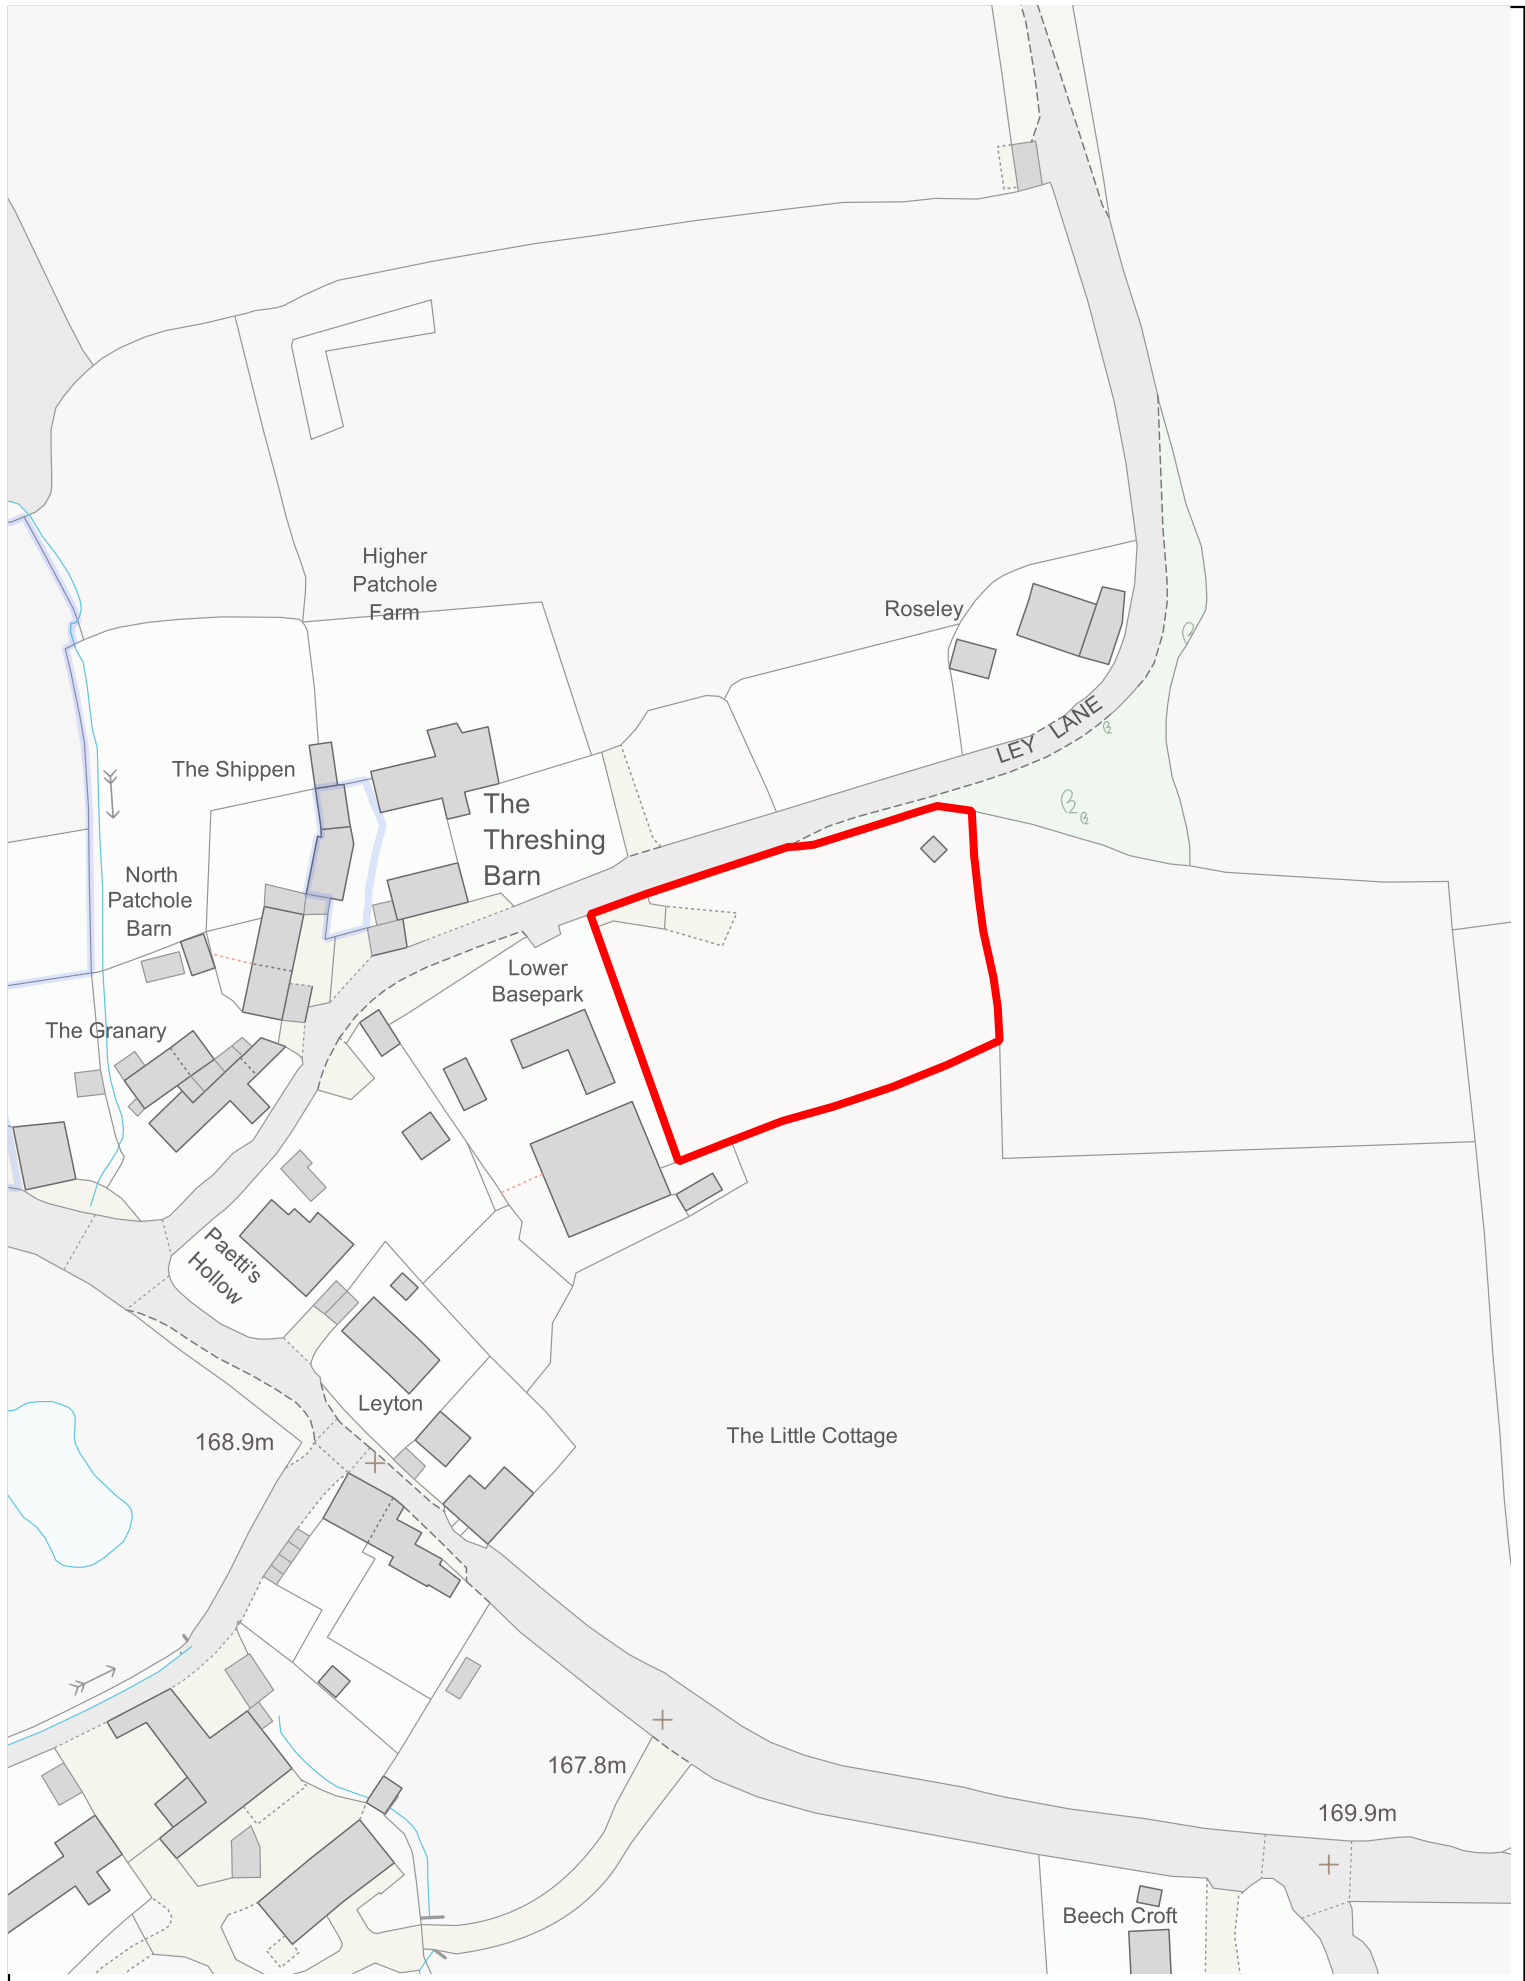 Higher
Patchole
Farm
Roseley
LEY LANE
The Shippen
The
Threshing
Barn
North
Patchole
Barn
Lower
Basepark
The Granary
Paetti's
Hollow
Leyton
168.9m
The Little Cottage
167.8m
169.9m
Beech Croft